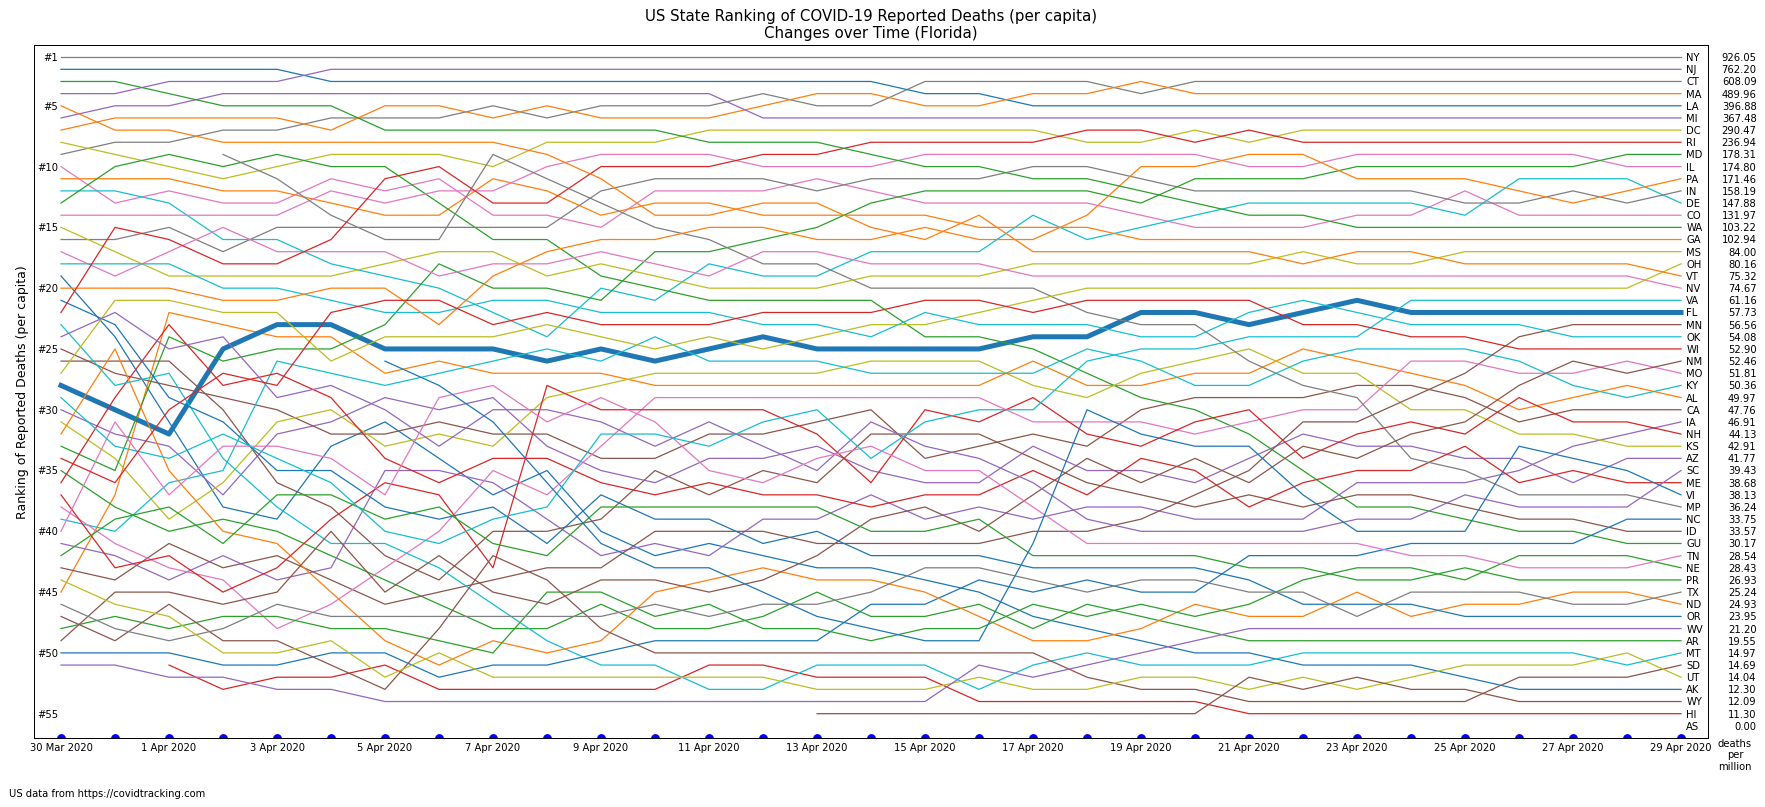 US State Ranking of COVID-19 Reported Deaths (per capita)
Changes over Time (Florida)
Ranking of Reported Deaths (per capita)
#1
#5
#10
#15
#20
#25
#30
#35
#40
#45
#50
#55
NY 926.05
NJ 762.20
CT 608.09
MA 489.96
LA 396.88
MI 367.48
DC 290.47
RI 236.94
MD 178.31
IL 174.80
PA 171.46
IN 158.19
DE 147.88
CO 131.97
WA 103.22
GA 102.94
MS 84.00
OH 80.16
VT 75.32
NV 74.67
VA 61.16
FL 57.73
MN 56.56
OK 54.08
WI 52.90
NM 52.46
MO 51.81
KY 50.36
AL 49.97
CA 47.76
IA 46.91
NH 44.13
KS 42.91
AZ 41.77
SC 39.43
ME 38.68
VI 38.13
MP 36.24
NC 33.75
ID 33.57
GU 30.17
TN 28.54
NE 28.43
PR 26.93
TX 25.24
ND 24.93
OR 23.95
WV 21.20
AR 19.55
MT 14.97
SD 14.69
UT 14.04
AK 12.30
WY 12.09
HI 11.30
AS 0.00
30 Mar 2020 1 Apr 2020 3 Apr 2020 5 Apr 2020 7 Apr 2020 9 Apr 2020 11 Apr 2020 13 Apr 2020 15 Apr 2020 17 Apr 2020 19 Apr 2020 21 Apr 2020 23 Apr 2020 25 Apr 2020 27 Apr 2020 29 Apr 2020
deaths
per
million
US data from https://covidtracking.com